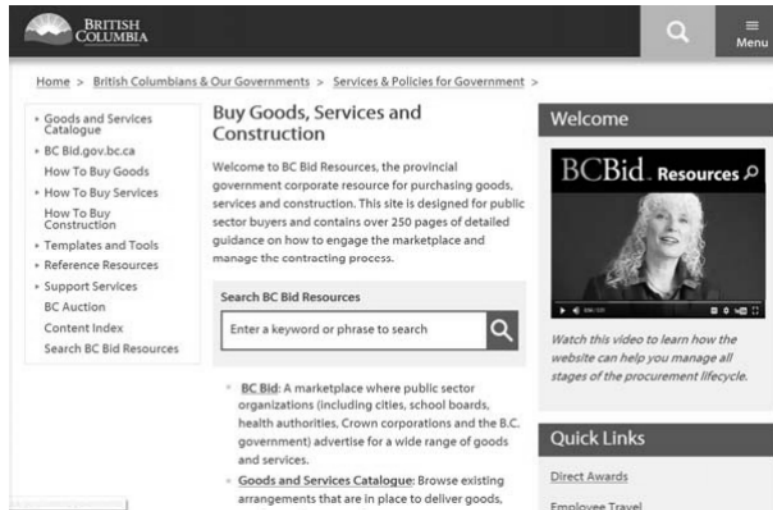 BRITISH
COLUMBIA
Menu
Home > British Columbians & Our Governments > Services & Policies for Government >
Goods and Services
Catalogue
BC Bid.gov.bc.ca
How To Buy Goods
How To Buy Services
How To Buy
Construction
Templates and Tools
Reference Resources
Support Services
BC Auction
Content Index
Search BC Bid Resources
Buy Goods, Services and
Construction
Welcome to BC Bid Resources, the provincial
government corporate resource for purchasing goods,
services and construction. This site is designed for public
sector buyers and contains over 250 pages of detailed
guidance on how to engage the marketplace and
manage the contracting process.
Search BC Bid Resources
Enter a keyword or phrase to search
BC Bid: A marketplace where public sector
organizations (including cities, school boards,
health authorities, Crown corporations and the B.C.
government) advertise for a wide range of goods
and services.
Goods and Services Catalogue: Browse existing
arrangements that are in place to deliver goods,
Welcome
BCBid Resources
Watch this video to learn how the
website can help you manage all
stages of the procurement lifecycle.
Quick Links
Direct Awards
Employee Travel